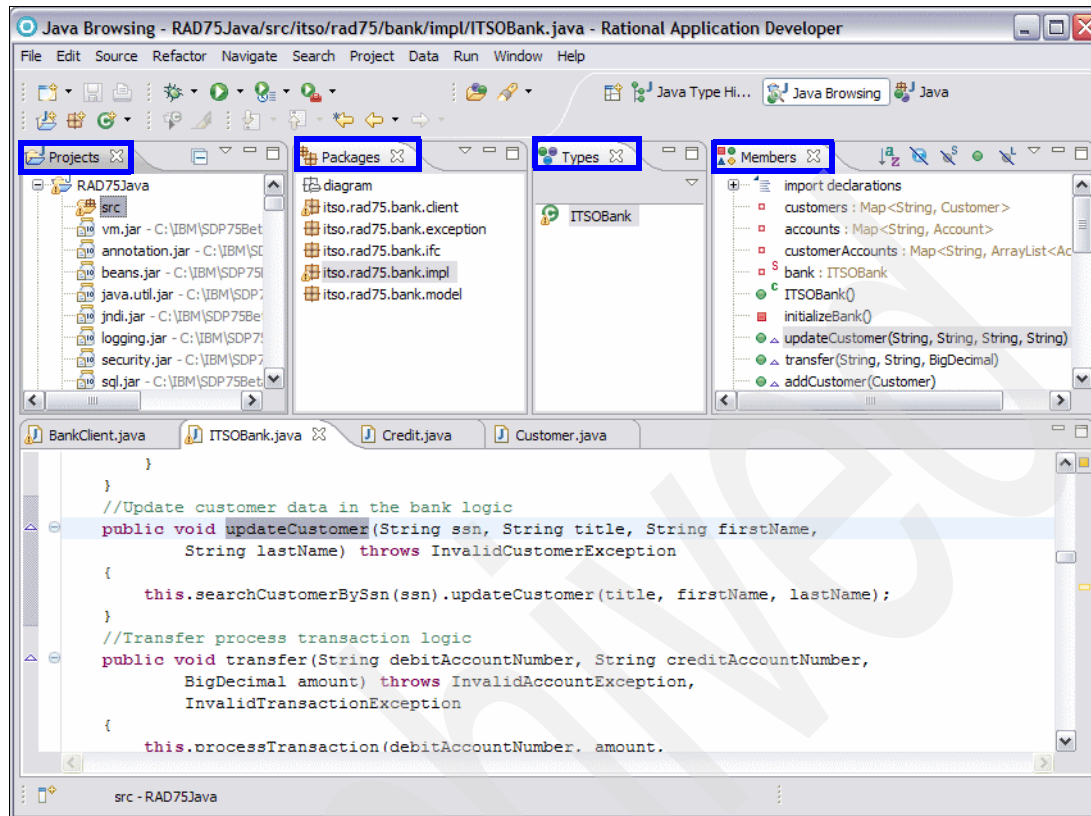 Java Browsing - RAD75Java/src/itso/rad75/bank/impl/ITSOBank.java - Rational Application Developer
File Edit Source Refactor Navigate Search Project Data Run Window Help
Java Type Hi... Java Browsing Java
Projects
RAD75Java
src
vm.jar - C:\IBM\SDP75Bet
annotation.jar - C:\IBM\SD
beans.jar - C:\IBM\SDP75
java.util.jar - C:\IBM\SDP7
jndi.jar - C:\IBM\SDP75Be
logging.jar - C:\IBM\SDP7
security.jar - C:\IBM\SDP7
sql.jar - C:\IBM\SDP75Bet
Packages
diagram
itso.rad75.bank.client
itso.rad75.bank.exception
itso.rad75.bank.ifc
itso.rad75.bank.impl
itso.rad75.bank.model
Types
ITSOBank
Members
import declarations
customers : Map<String, Customer>
accounts : Map<String, Account>
customerAccounts : Map<String, ArrayList<Ac
bank : ITSOBank
ITSOBank()
initializeBank()
updateCustomer(String, String, String, String)
transfer(String, String, BigDecimal)
addCustomer(Customer)
BankClient.java ITSOBank.java Credit.java Customer.java
}
}
//Update customer data in the bank logic
public void updateCustomer(String ssn, String title, String firstName,
String lastName) throws InvalidCustomerException
{
this.searchCustomerBySsn(ssn).updateCustomer(title, firstName, lastName);
}
//Transfer process transaction logic
public void transfer(String debitAccountNumber, String creditAccountNumber,
BigDecimal amount) throws InvalidAccountException,
InvalidTransactionException
{
this.processTransaction(debitAccountNumber, amount,
src - RAD75Java